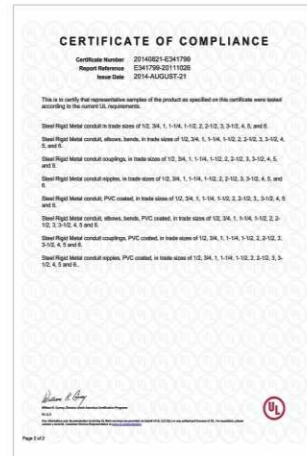 CERTIFICATE OF COMPLIANCE
Certificate Number 20140821-E341799
Report Reference E341799-20111026
Issue Date 2014-AUGUST-21
This is to certify that representative samples of the product as specified on this certificate were tested
according to the current UL requirements.
Steel Rigid Metal conduit in trade sizes of 1/2, 3/4, 1, 1-1/4, 1-1/2, 2, 2-1/2, 3, 3-1/2, 4, 5, and 6.
Steel Rigid Metal conduit, elbows, bends, in trade sizes of 1/2, 3/4, 1, 1-1/4, 1-1/2, 2, 2-1/2, 3, 3-1/2, 4,
5, and 6.
Steel Rigid Metal conduit couplings, in trade sizes of 1/2, 3/4, 1, 1-1/4, 1-1/2, 2, 2-1/2, 3, 3-1/2, 4, 5,
and 6.
Steel Rigid Metal conduit nipples, in trade sizes of 1/2, 3/4, 1, 1-1/4, 1-1/2, 2, 2-1/2, 3, 3-1/2, 4, 5, and
6.
Steel Rigid Metal conduit, PVC coated, in trade sizes of 1/2, 3/4, 1, 1-1/4, 1-1/2, 2, 2-1/2, 3, 3-1/2, 4, 5
and 6.
Steel Rigid Metal conduit, elbows, bends, PVC coated, in trade sizes of 1/2, 3/4, 1, 1-1/4, 1-1/2, 2, 2-
1/2, 3, 3-1/2, 4, 5 and 6.
Steel Rigid Metal conduit couplings, PVC coated, in trade sizes of 1/2, 3/4, 1, 1-1/4, 1-1/2, 2, 2-1/2, 3,
3-1/2, 4, 5 and 6.
Steel Rigid Metal conduit nipples, PVC coated, in trade sizes of 1/2, 3/4, 1, 1-1/4, 1-1/2, 2, 2-1/2, 3, 3-
1/2, 4, 5 and 6.
William R. Carney, Director, North American Certification Programs
UL LLC
UL
Page 2 of 2